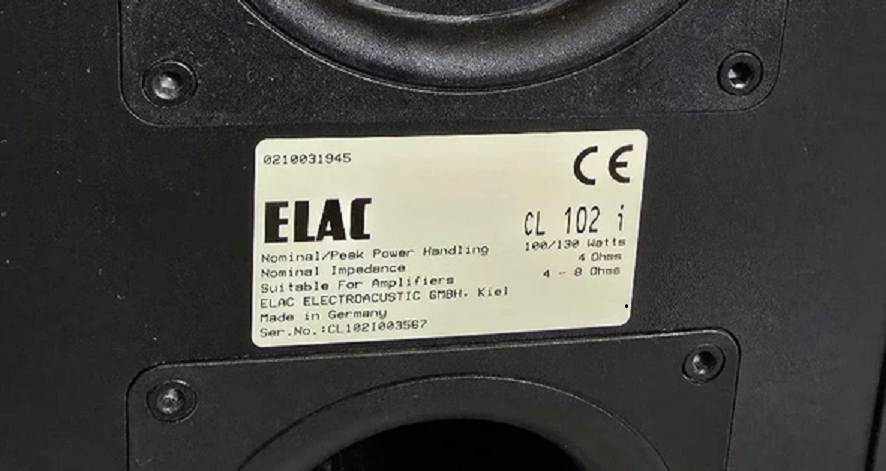 0210031945
CE
ELAC
CL 102 i
Nominal/Peak Power Handling 100/130 Watts
Nominal Impedance 4 Ohms
Suitable For Amplifiers 4 - 8 Ohms
ELAC ELECTROACUSTIC GMBH. Kiel
Made in Germany
Ser.No.:CL102I003567